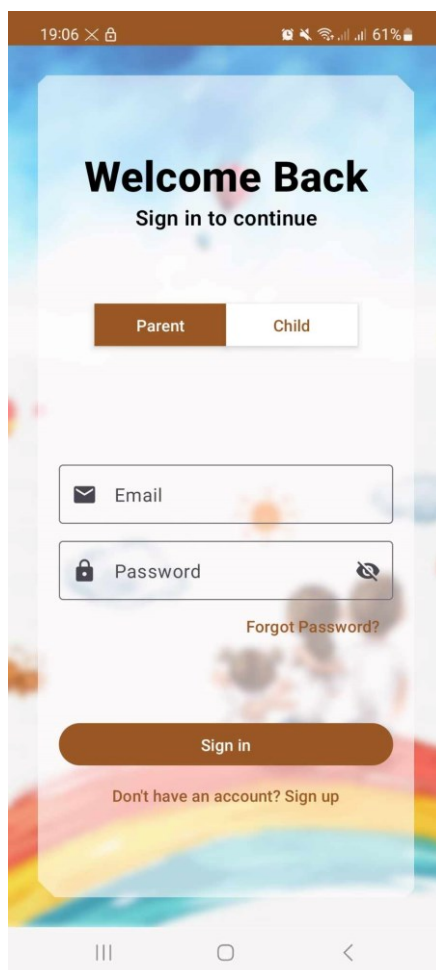 19:06 61%
Welcome Back
Sign in to continue
Parent Child
Email
Password
Forgot Password?
Sign in
Don't have an account? Sign up